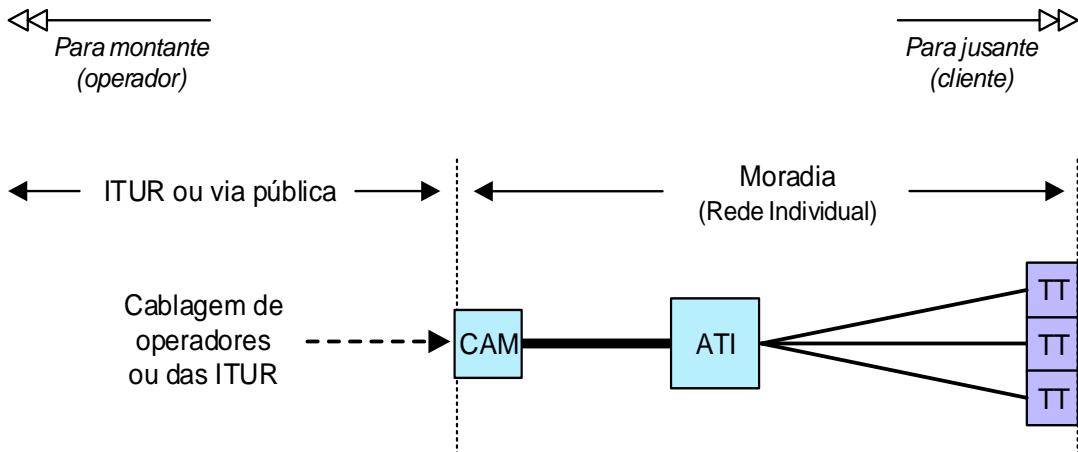 Para montante
(operador)
Para jusante
(cliente)
ITUR ou via pública
Moradia
(Rede Individual)
Cablagem de
operadores
ou das ITUR
CAM
ATI
TT
TT
TT